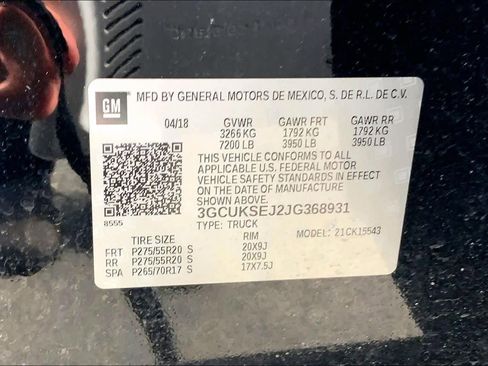 GM
MFD BY GENERAL MOTORS DE MEXICO, S. DE R.L. DE C.V.
04/18 GVWR GAWR FRT GAWR RR
3266 KG 1792 KG 1792 KG
7200 LB 3950 LB 3950 LB
THIS VEHICLE CONFORMS TO ALL
APPLICABLE U.S. FEDERAL MOTOR
VEHICLE SAFETY STANDARDS IN EFFECT
ON THE DATE OF MANUFACTURE
SHOWN ABOVE.
3GCUKSEJ2JG368931
8555
TYPE: TRUCK MODEL: 21CK15543
TIRE SIZE RIM
FRT P275/55R20 S 20X9J
RR P275/55R20 S 20X9J
SPA P265/70R17 S 17X7.5J